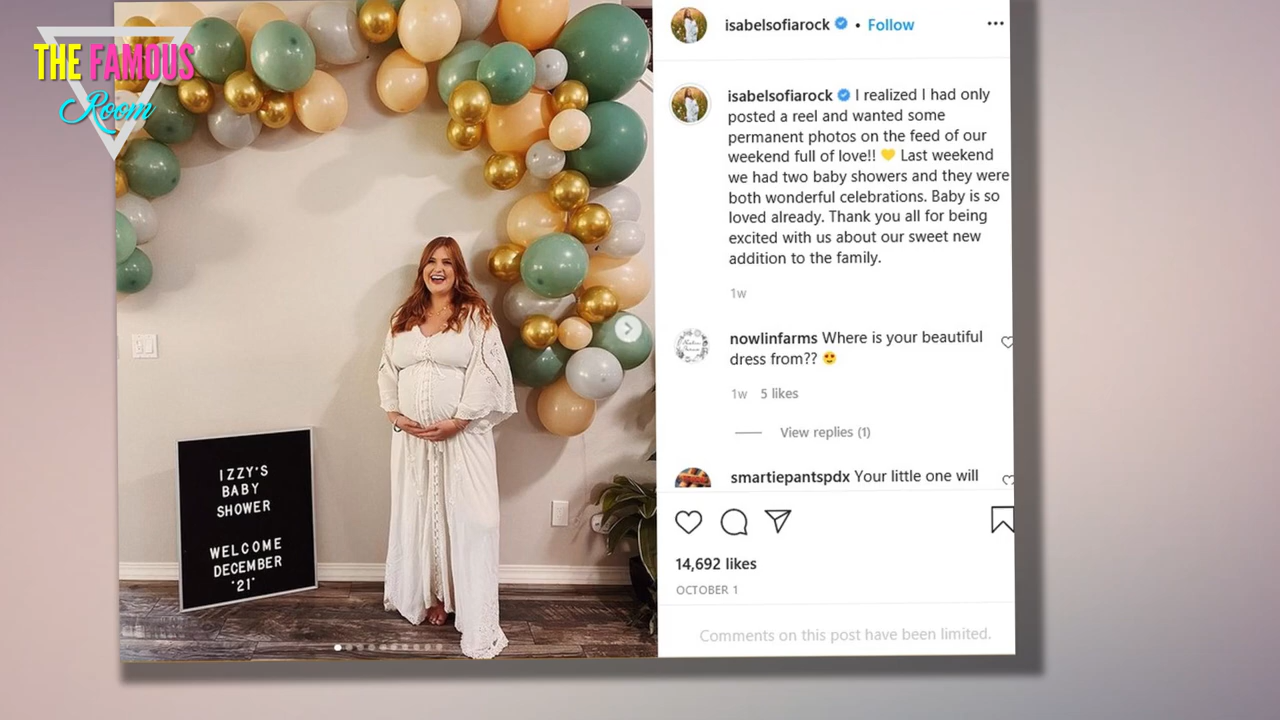 THE FAMOUS
Room
IZZY'S
BABY
SHOWER
WELCOME
DECEMBER
'21'
isabelsofiarock • Follow
isabelsofiarock I realized I had only
posted a reel and wanted some
permanent photos on the feed of our
weekend full of love!! 💛 Last weekend
we had two baby showers and they were
both wonderful celebrations. Baby is so
loved already. Thank you all for being
excited with us about our sweet new
addition to the family.
1w
nowlinfarms Where is your beautiful
dress from?? 😍
1w 5 likes
View replies (1)
smartiepantspdx Your little one will
14,692 likes
OCTOBER 1
Comments on this post have been limited.